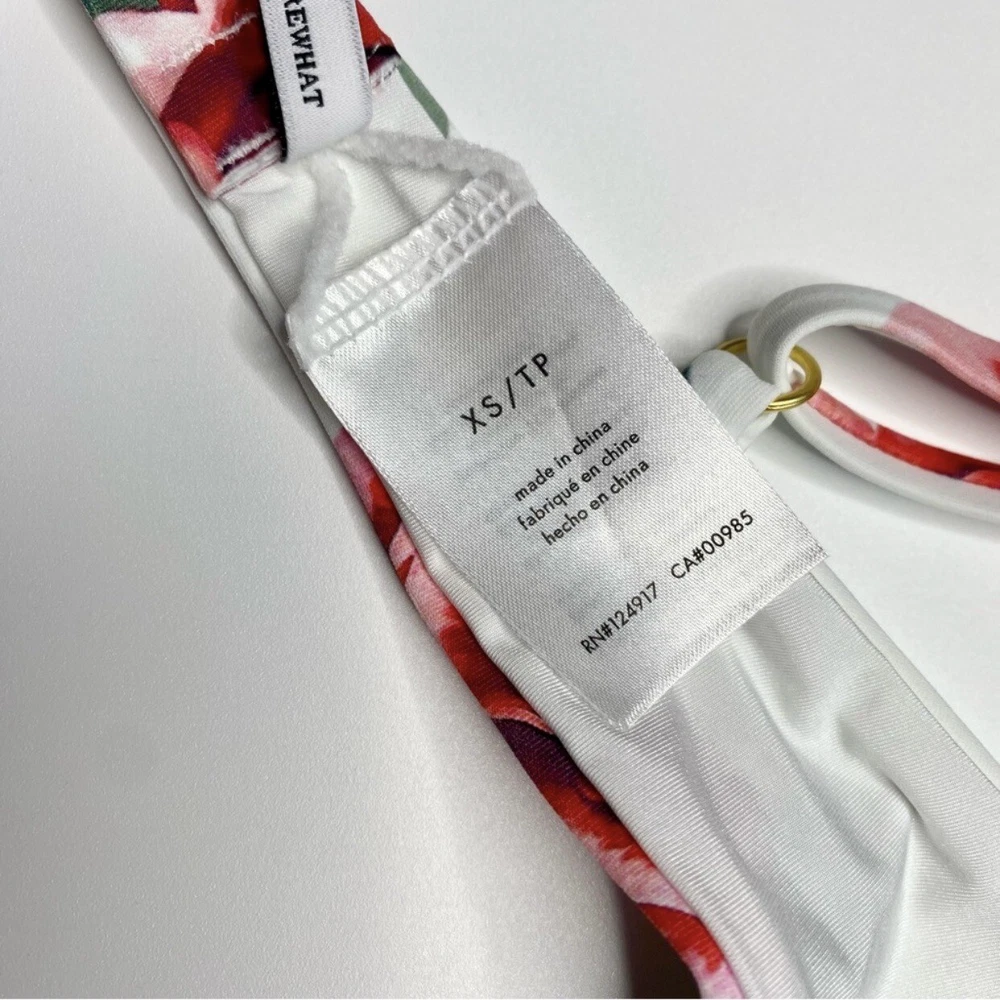 REWHAT
XS/TP
made in china
fabriqué en chine
hecho en china
RN#124917 CA#00985